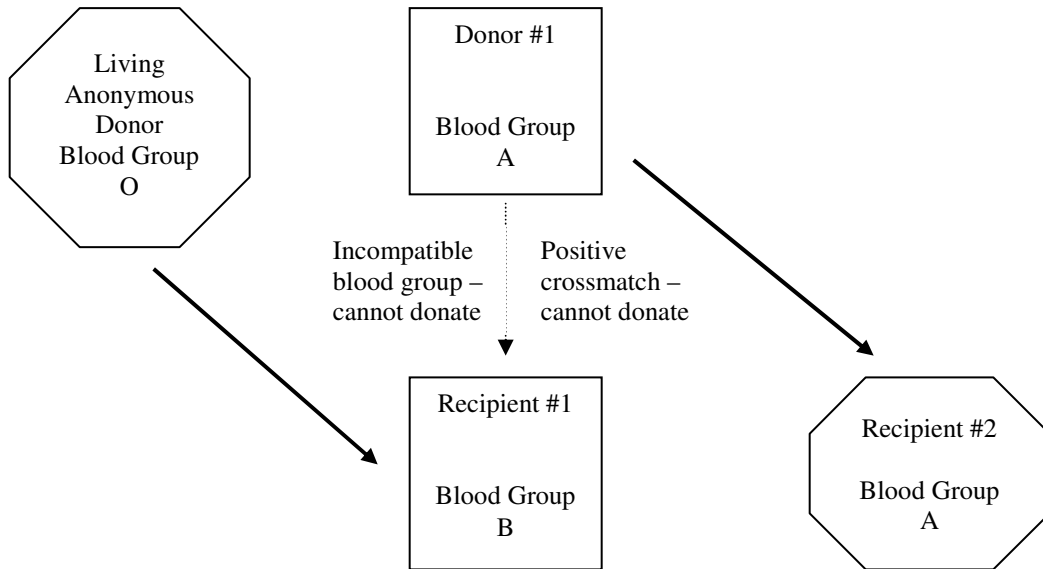 Living
Anonymous
Donor
Blood Group
O
Donor #1
Blood Group
A
Incompatible
blood group –
cannot donate
Positive
crossmatch –
cannot donate
Recipient #1
Blood Group
B
Recipient #2
Blood Group
A